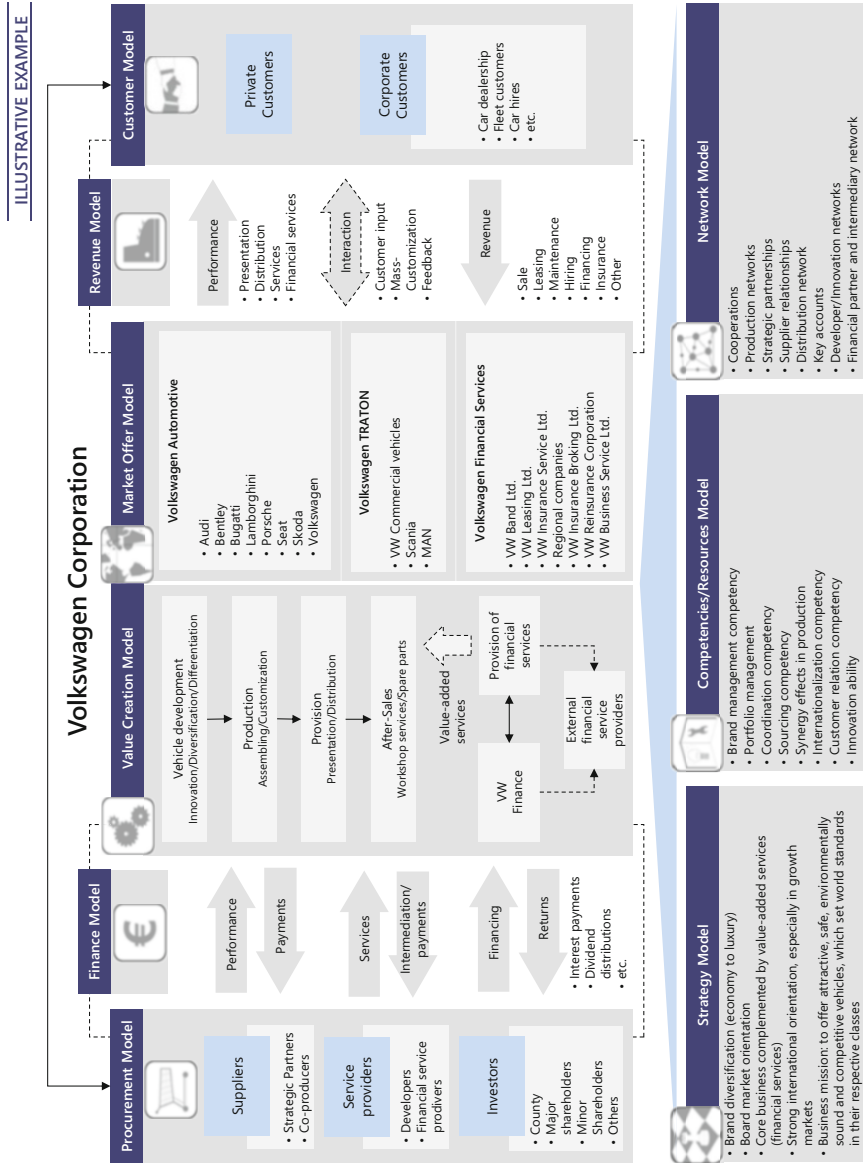 ILLUSTRATIVE EXAMPLE
Volkswagen Corporation
Procurement Model
Suppliers
• Strategic Partners
• Co-producers
Service
providers
• Developers
• Financial service
prodivers
Investors
• County
• Major
shareholders
• Minor
Shareholders
• Others
Finance Model
€
Performance
Payments
Services
Intermediation/
payments
Financing
Returns
• Interest payments
• Dividend
distributions
• etc.
Value Creation Model
Vehicle development
Innovation/Diversification/Differentiation
Production
Assembling/Customization
Provision
Presentation/Distribution
After-Sales
Workshop services/Spare parts
Value-added
services
VW
Finance
Provision of
financial
services
External
financial
service
providers
Market Offer Model
Volkswagen Automotive
• Audi
• Bentley
• Bugatti
• Lamborghini
• Porsche
• Seat
• Skoda
• Volkswagen
Volkswagen TRATON
• VW Commercial vehicles
• Scania
• MAN
Volkswagen Financial Services
• VW Band Ltd.
• VW Leasing Ltd.
• VW Insurance Service Ltd.
• Regional companies
• VW Insurance Broking Ltd.
• VW Reinsurance Corporation
• VW Business Service Ltd.
Revenue Model
Performance
• Presentation
• Distribution
• Services
• Financial services
Interaction
• Customer input
• Mass-
Customization
• Feedback
Revenue
• Sale
• Leasing
• Maintenance
• Hiring
• Financing
• Insurance
• Other
Customer Model
Private
Customers
Corporate
Customers
• Car dealership
• Fleet customers
• Car hires
• etc.
Strategy Model
• Brand diversification (economy to luxury)
• Board market orientation
• Core business complemented by value-added services
(financial services)
• Strong international orientation, especially in growth
markets
• Business mission: to offer attractive, safe, environmentally
sound and competitive vehicles, which set world standards
in their respective classes
Competencies/Resources Model
• Brand management competency
• Portfolio management
• Coordination competency
• Sourcing competency
• Synergy effects in production
• Internationalization competency
• Customer relation competency
• Innovation ability
Network Model
• Cooperations
• Production networks
• Strategic partnerships
• Supplier relationships
• Distribution network
• Key accounts
• Developer/Innovation networks
• Financial partner and intermediary network